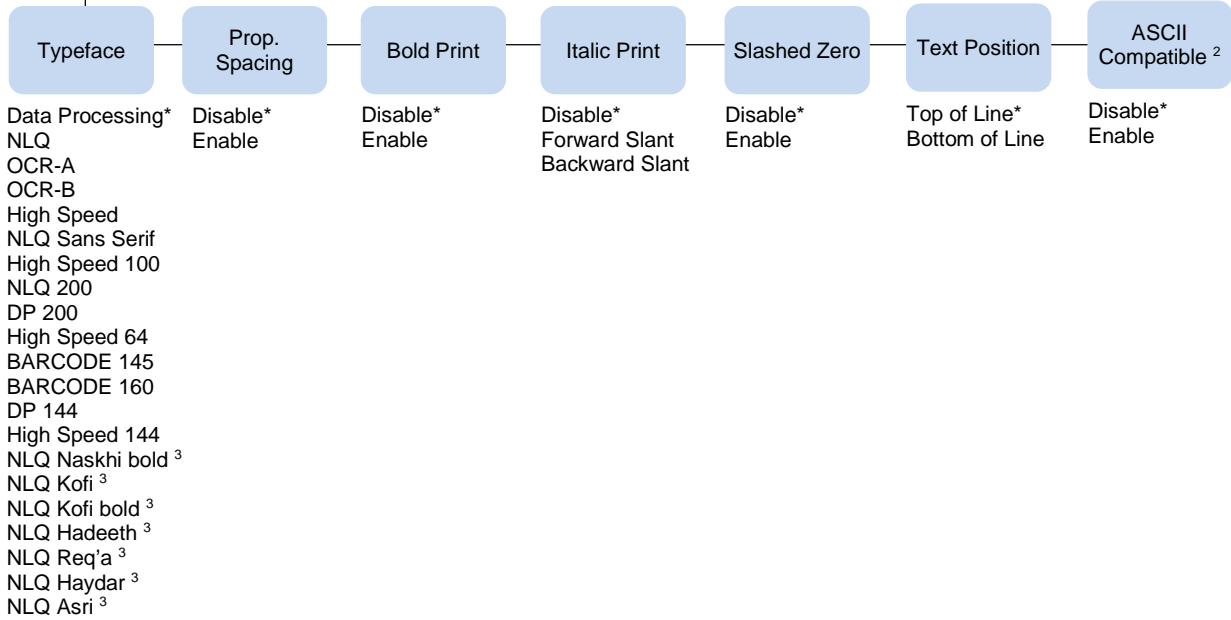 Typeface
Prop.
Spacing
Bold Print
Italic Print
Slashed Zero
Text Position
ASCII
Compatible ²
Data Processing*
NLQ
OCR-A
OCR-B
High Speed
NLQ Sans Serif
High Speed 100
NLQ 200
DP 200
High Speed 64
BARCODE 145
BARCODE 160
DP 144
High Speed 144
NLQ Naskhi bold ³
NLQ Kofi ³
NLQ Kofi bold ³
NLQ Hadeeth ³
NLQ Req’a ³
NLQ Haydar ³
NLQ Asri ³
Disable*
Enable
Disable*
Enable
Disable*
Forward Slant
Backward Slant
Disable*
Enable
Top of Line*
Bottom of Line
Disable*
Enable